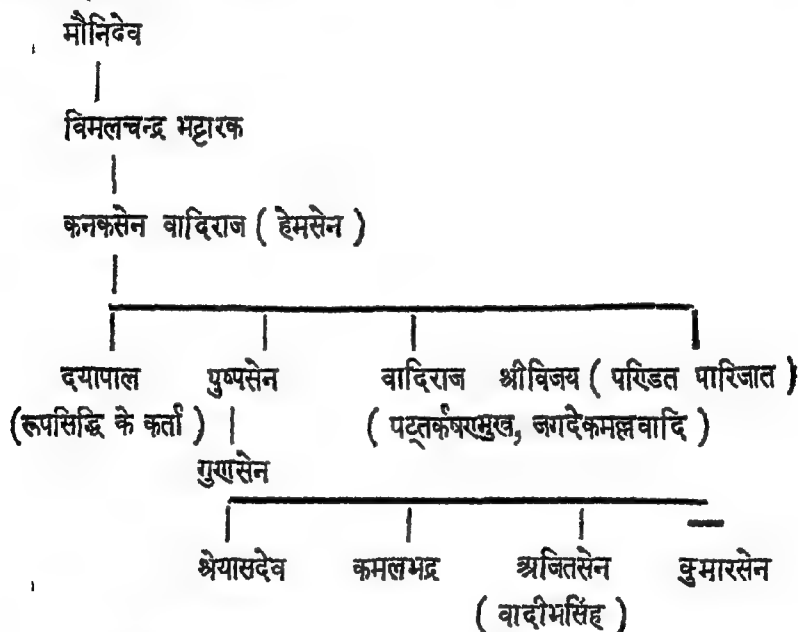 मौनिदेव
विमलचन्द्र भट्टारक
कनकसेन वादिराज ( हेमसेन )
दयापाल पुष्पसेन वादिराज श्रीविजय ( पण्डित पारिजात )
(रूपसिद्धि के कर्ता ) ( षट्तर्कषण्मुख, जगदेकमल्लवादि )
गुणसेन
श्रेयासदेव कमलभद्र अजितसेन कुमारसेन
( वादीभसिंह )